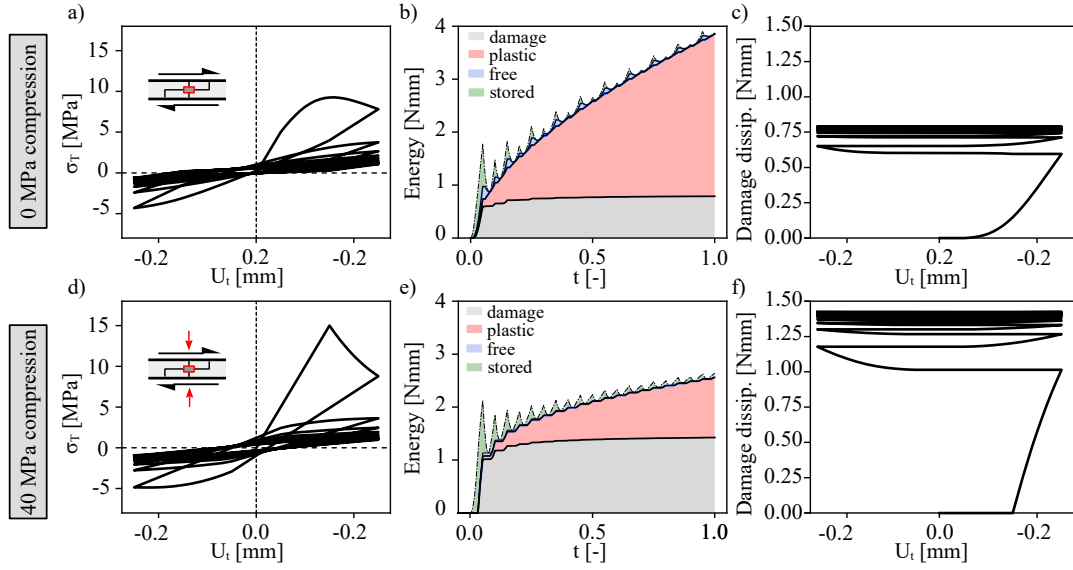 0 MPa compression
a)
σT [MPa]
15
10
5
0
-5
-0.2
0.2
-0.2
Ut [mm]
b)
Energy [Nmm]
4
3
2
1
0
damage
plastic
free
stored
0.0
0.5
1.0
t [-]
c)
Damage dissip. [Nmm]
1.50
1.25
1.00
0.75
0.50
0.25
0.00
-0.2
0
-0.2
Ut [mm]
40 MPa compression
d)
σT [MPa]
15
10
5
0
-5
-0.2
0.0
-0.2
Ut [mm]
e)
Energy [Nmm]
4
3
2
1
0
damage
plastic
free
stored
0.0
0.5
1.0
t [-]
f)
Damage dissip. [Nmm]
1.50
1.25
1.00
0.75
0.50
0.25
0.00
-0.2
0
-0.2
Ut [mm]